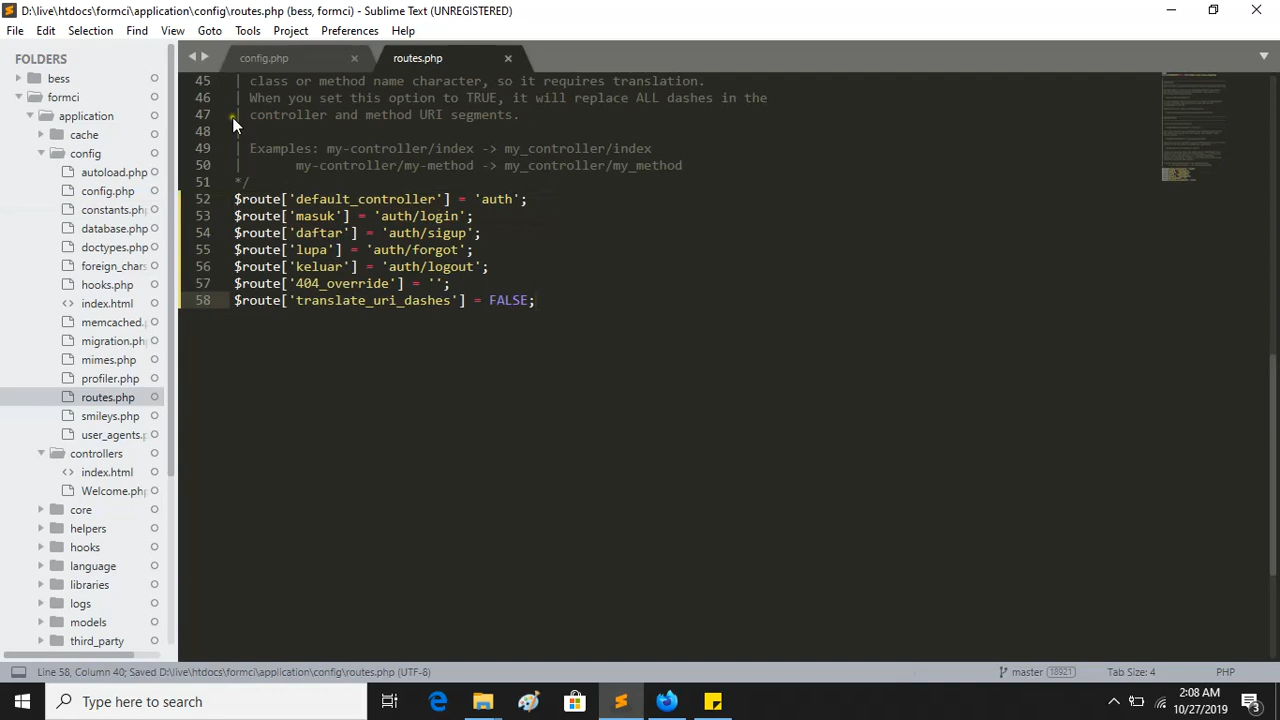 D:\live\htdocs\formci\application\config\routes.php (bess, formci) - Sublime Text (UNREGISTERED)
File Edit Selection Find View Goto Tools Project Preferences Help
FOLDERS
bess
formci
application
cache
config
autoload.php
config.php
constants.ph
database.ph
doctypes.ph
foreign_chars
hooks.php
index.html
memcached.
migration.ph
mimes.php
profiler.php
routes.php
smileys.php
user_agents.p
controllers
index.html
Welcome.php
core
helpers
hooks
language
libraries
logs
models
third_party
config.php routes.php
45 | class or method name character, so it requires translation.
46 | When you set this option to TRUE, it will replace ALL dashes in the
47 | controller and method URI segments.
48 |
49 | Examples: my-controller/index -> my_controller/index
50 | my-controller/my-method -> my_controller/my_method
51 */
52 $route['default_controller'] = 'auth';
53 $route['masuk'] = 'auth/login';
54 $route['daftar'] = 'auth/sigup';
55 $route['lupa'] = 'auth/forgot';
56 $route['keluar'] = 'auth/logout';
57 $route['404_override'] = '';
58 $route['translate_uri_dashes'] = FALSE;
Line 58, Column 40; Saved D:\live\htdocs\formci\application\config\routes.php (UTF-8) master 18921 Tab Size: 4 PHP
Type here to search
2:08 AM
10/27/2019
3